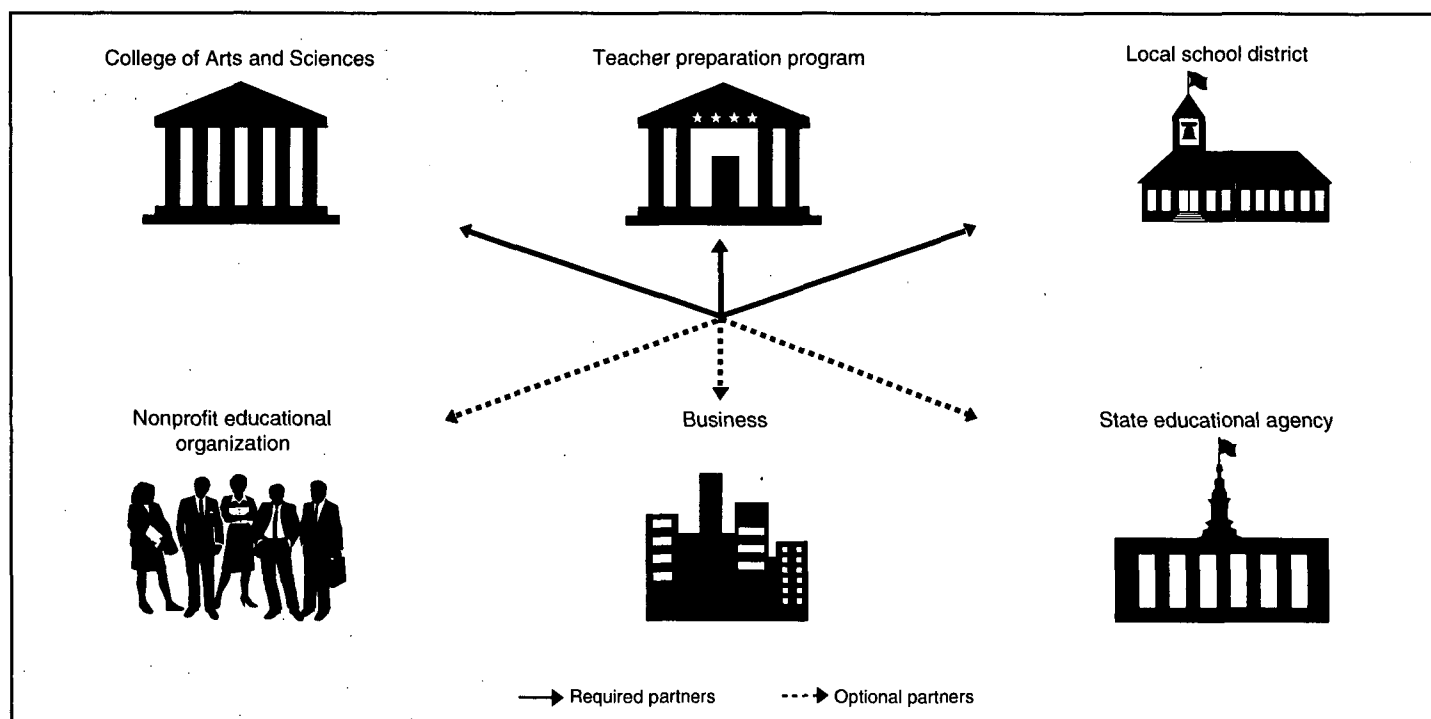 College of Arts and Sciences
Teacher preparation program
Local school district
Nonprofit educational
organization
Business
State educational agency
Required partners
Optional partners